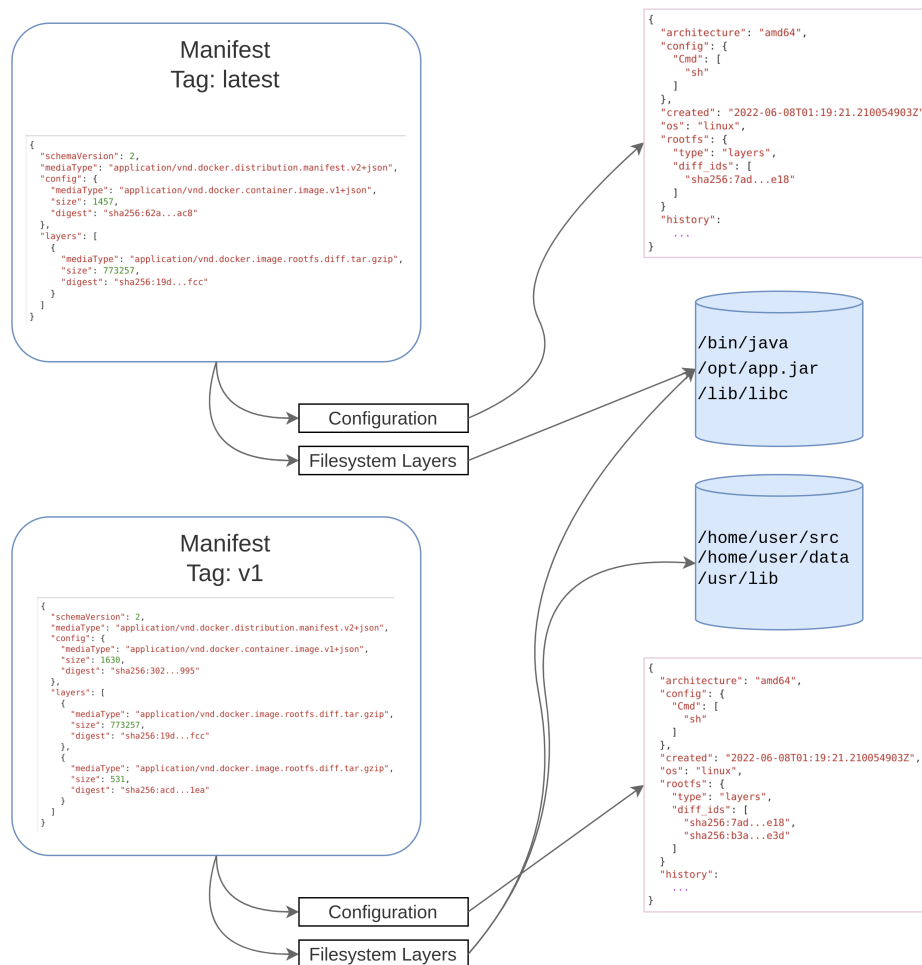 Manifest
Tag: latest
{
"schemaVersion": 2,
"mediaType": "application/vnd.docker.distribution.manifest.v2+json",
"config": {
"mediaType": "application/vnd.docker.container.image.v1+json",
"size": 1457,
"digest": "sha256:62a...ac8"
},
"layers": [
{
"mediaType": "application/vnd.docker.image.rootfs.diff.tar.gzip",
"size": 773257,
"digest": "sha256:19d...fcc"
}
]
}
Configuration
Filesystem Layers
{
"architecture": "amd64",
"config": {
"Cmd": [
"sh"
]
},
"created": "2022-06-08T01:19:21.210054903Z"
"os": "linux",
"rootfs": {
"type": "layers",
"diff_ids": [
"sha256:7ad...e18"
]
}
"history":
...
}
/bin/java
/opt/app.jar
/lib/libc
/home/user/src
/home/user/data
/usr/lib
Manifest
Tag: v1
{
"schemaVersion": 2,
"mediaType": "application/vnd.docker.distribution.manifest.v2+json",
"config": {
"mediaType": "application/vnd.docker.container.image.v1+json",
"size": 1630,
"digest": "sha256:302...995"
},
"layers": [
{
"mediaType": "application/vnd.docker.image.rootfs.diff.tar.gzip",
"size": 773257,
"digest": "sha256:19d...fcc"
},
{
"mediaType": "application/vnd.docker.image.rootfs.diff.tar.gzip",
"size": 531,
"digest": "sha256:acd...1ea"
}
]
}
Configuration
Filesystem Layers
{
"architecture": "amd64",
"config": {
"Cmd": [
"sh"
]
},
"created": "2022-06-08T01:19:21.210054903Z",
"os": "linux",
"rootfs": {
"type": "layers",
"diff_ids": [
"sha256:7ad...e18",
"sha256:b3a...e3d"
]
}
"history":
...
}